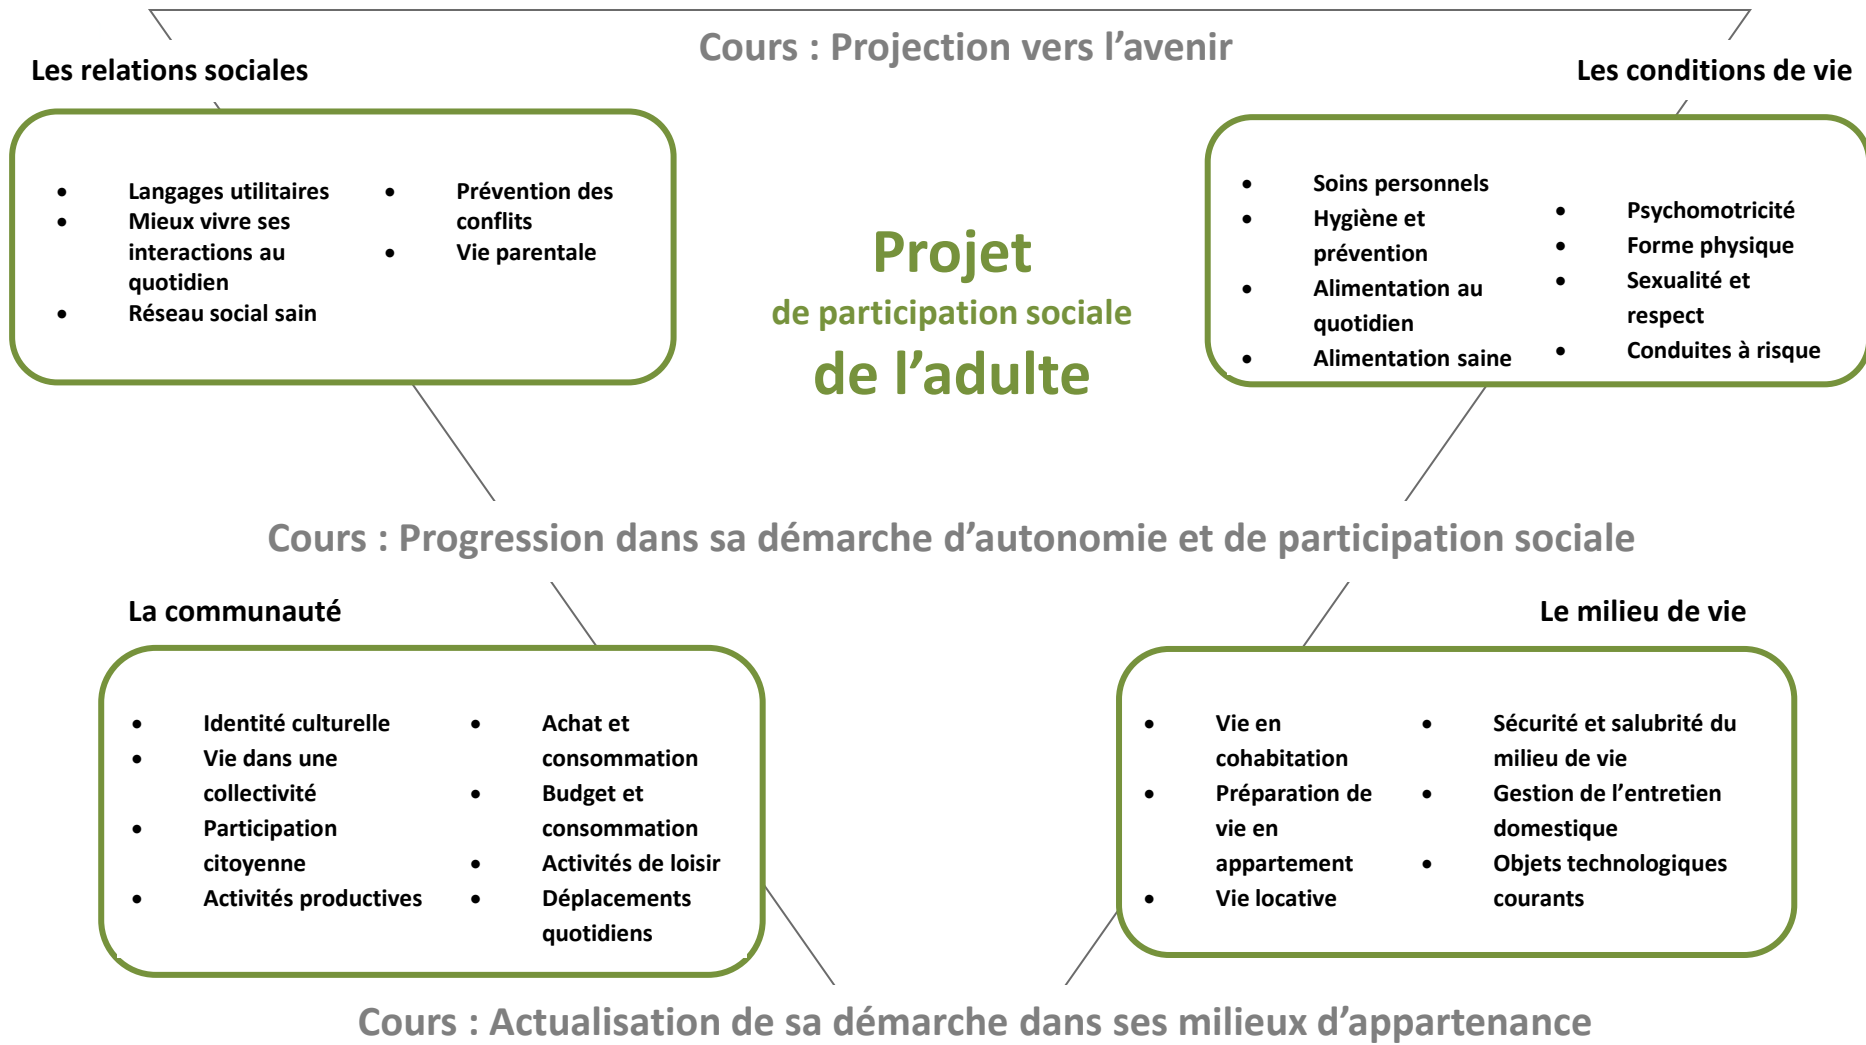 Cours : Projection vers l’avenir
Les relations sociales
Les conditions de vie
• Langages utilitaires
• Mieux vivre ses
interactions au
quotidien
• Réseau social sain
• Prévention des
conflits
• Vie parentale
Projet
de participation sociale
de l’adulte
• Soins personnels
• Hygiène et
prévention
• Alimentation au
quotidien
• Alimentation saine
• Psychomotricité
• Forme physique
• Sexualité et
respect
• Conduites à risque
Cours : Progression dans sa démarche d’autonomie et de participation sociale
La communauté
Le milieu de vie
• Identité culturelle
• Vie dans une
collectivité
• Participation
citoyenne
• Activités productives
• Achat et
consommation
• Budget et
consommation
• Activités de loisir
• Déplacements
quotidiens
• Vie en
cohabitation
• Préparation de
vie en
appartement
• Vie locative
• Sécurité et salubrité du
milieu de vie
• Gestion de l’entretien
domestique
• Objets technologiques
courants
Cours : Actualisation de sa démarche dans ses milieux d’appartenance